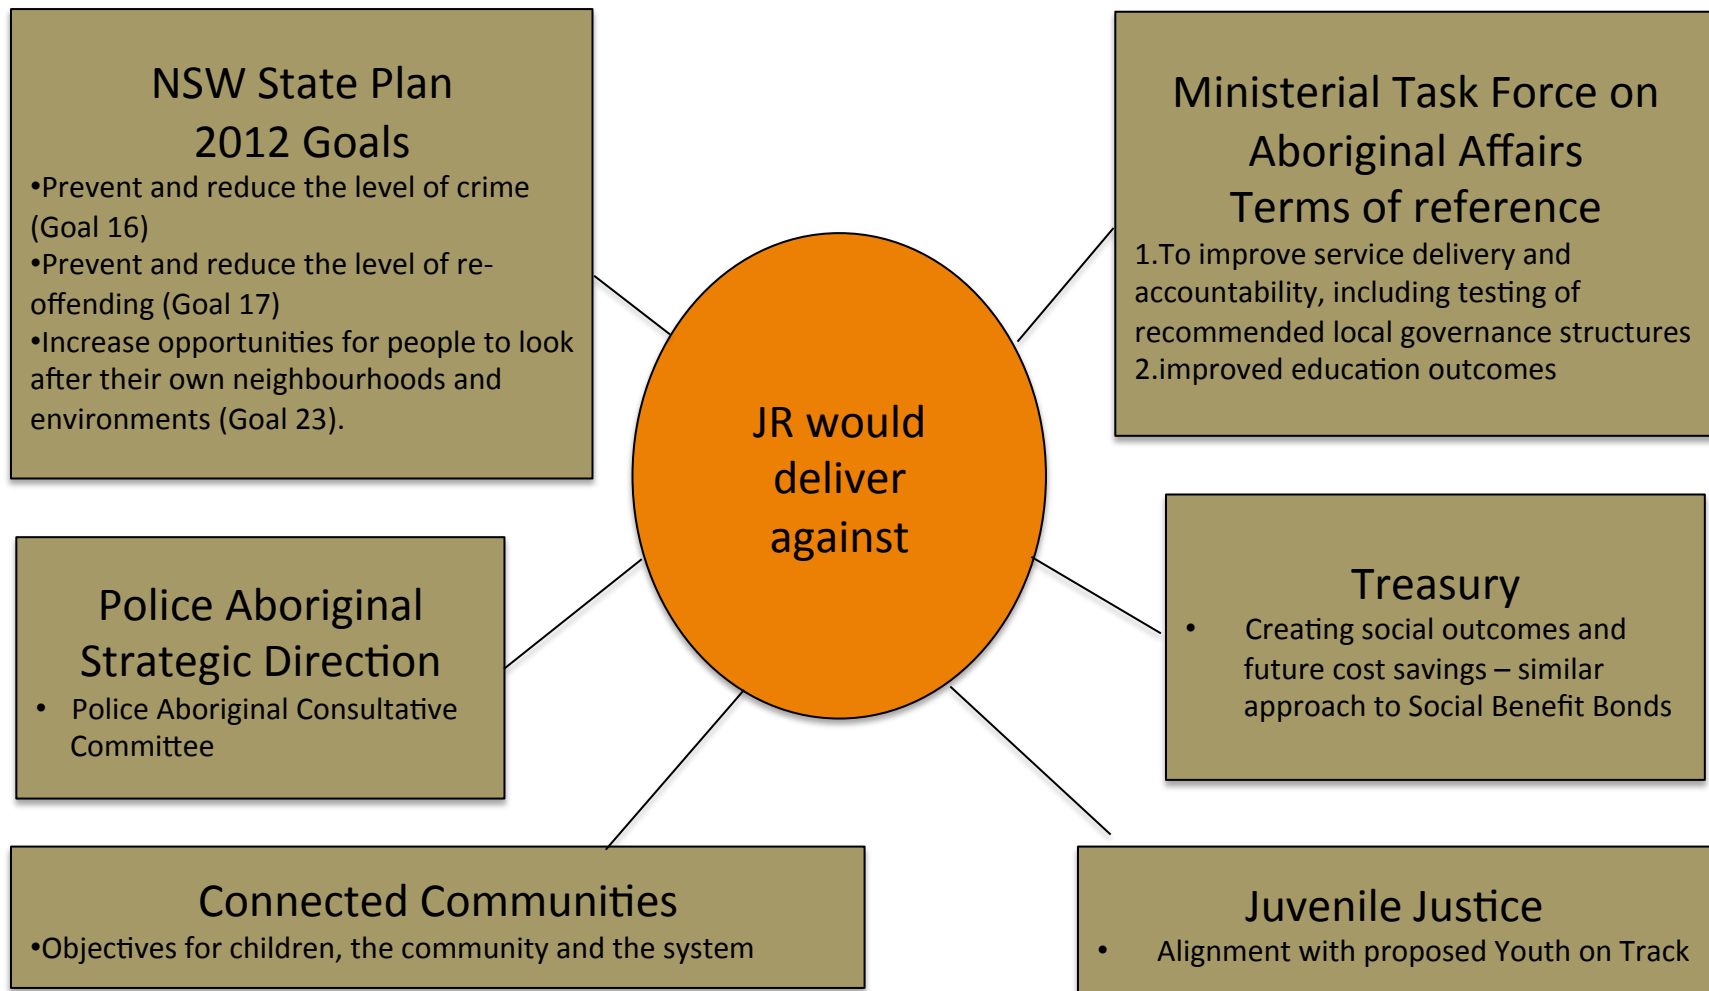 NSW State Plan
2012 Goals
•Prevent and reduce the level of crime
(Goal 16)
•Prevent and reduce the level of re-
offending (Goal 17)
•Increase opportunities for people to look
after their own neighbourhoods and
environments (Goal 23).
Ministerial Task Force on
Aboriginal Affairs
Terms of reference
1.To improve service delivery and
accountability, including testing of
recommended local governance structures
2.improved education outcomes
JR would
deliver
against
Police Aboriginal
Strategic Direction
• Police Aboriginal Consultative
Committee
Treasury
• Creating social outcomes and
future cost savings – similar
approach to Social Benefit Bonds
Connected Communities
•Objectives for children, the community and the system
Juvenile Justice
• Alignment with proposed Youth on Track